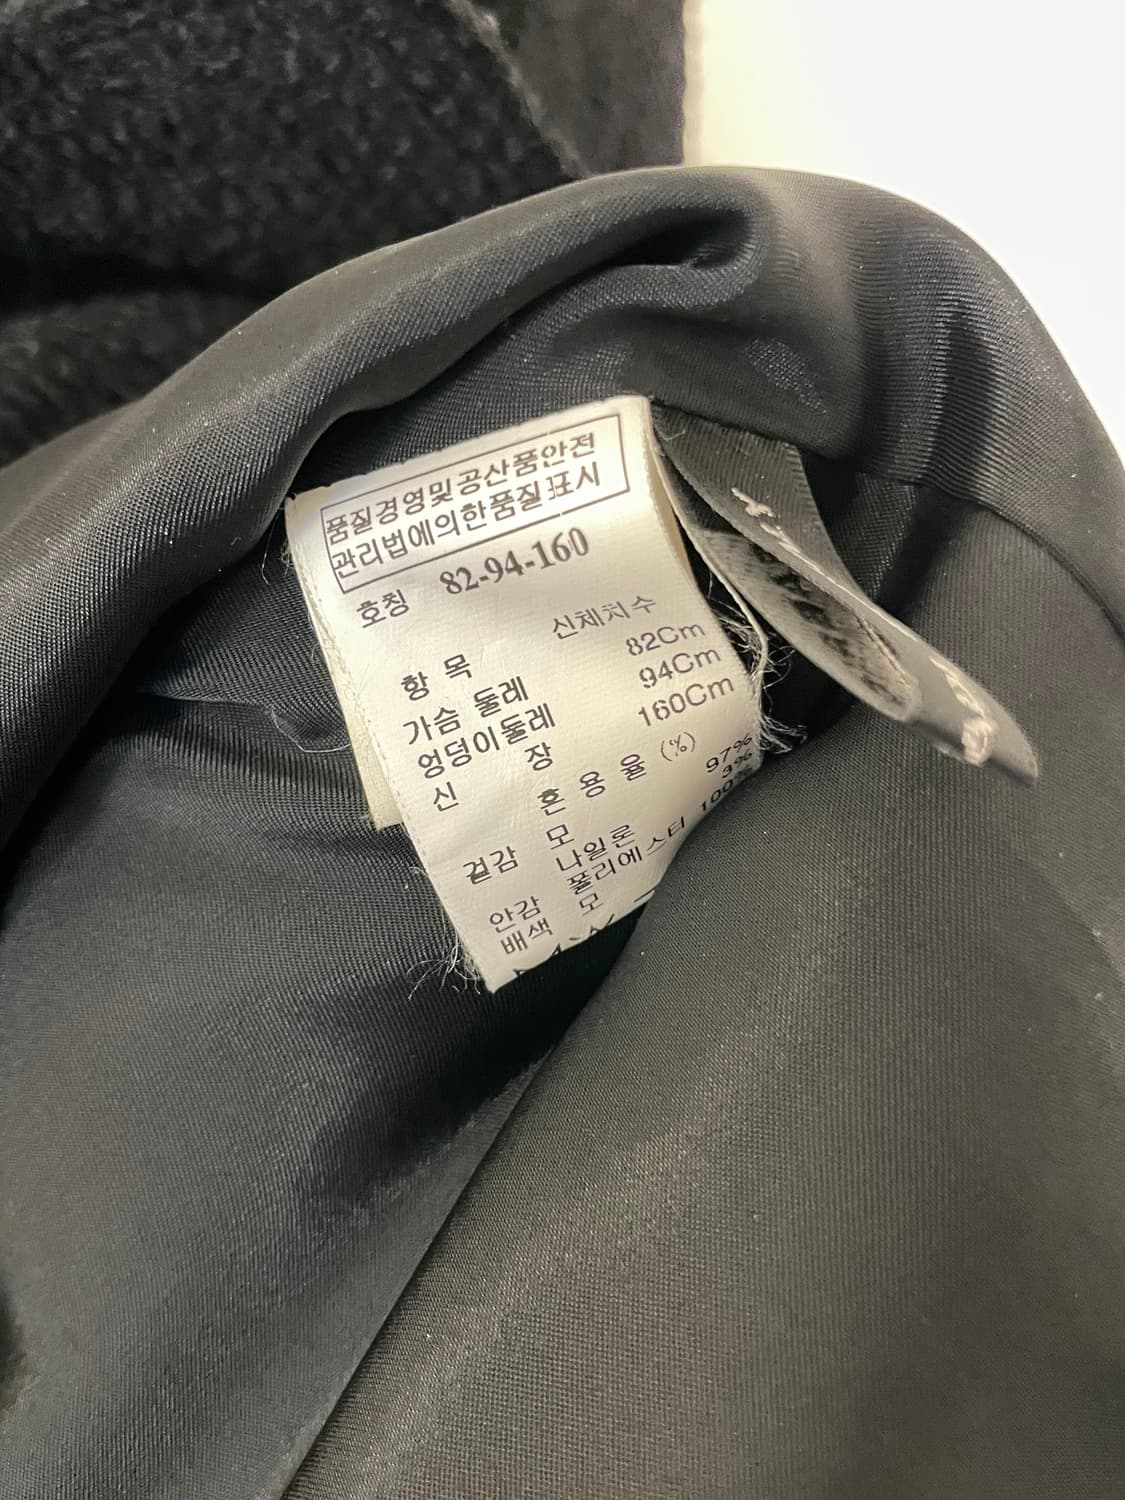 품질경영및공산품안전
관리법에의한품질표시
호칭 82-94-160
신체치수
항 목
가슴 둘레 82Cm
엉덩이둘레 94Cm
신 장 160Cm
혼 용 율 (%)
겉감 모 97%
나일론 3%
안감 폴리에스터 100%
배색 모